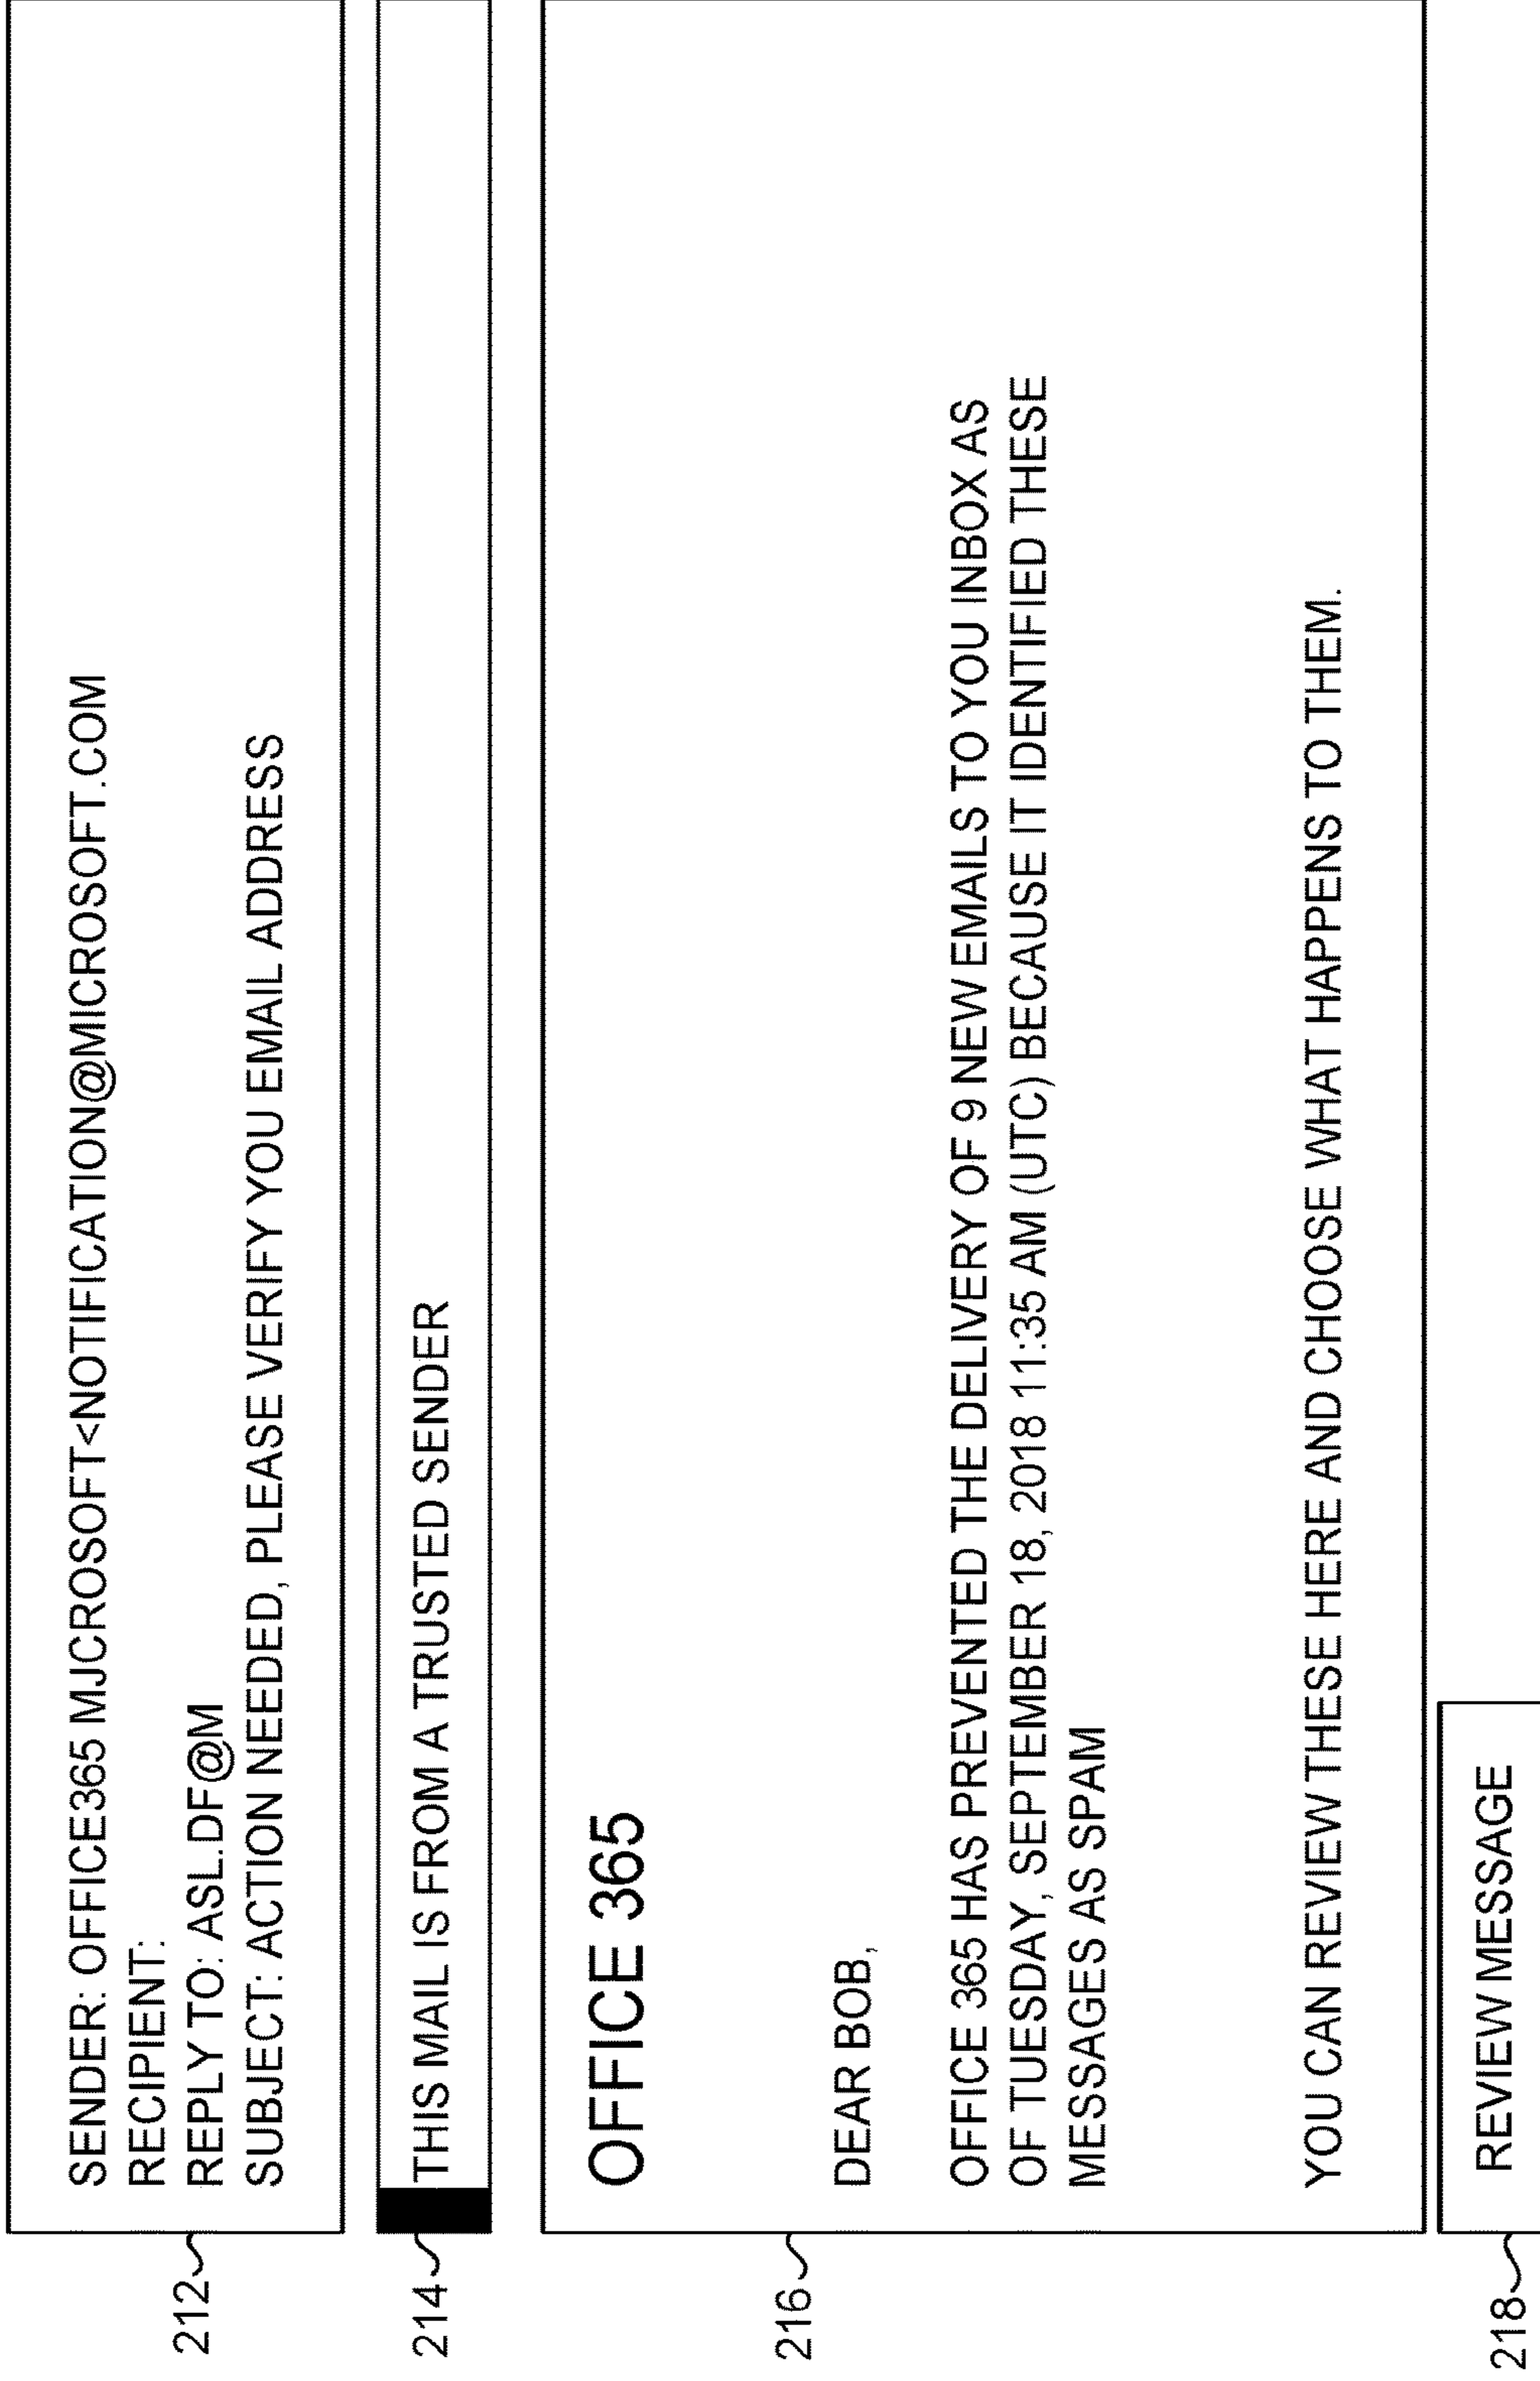 SENDER: OFFICE365 MJCROSOFT<NOTIFICATION@MICROSOFT.COM
RECIPIENT:
REPLY TO: ASL.DF@M
SUBJECT: ACTION NEEDED, PLEASE VERIFY YOU EMAIL ADDRESS
212
THIS MAIL IS FROM A TRUSTED SENDER
214
OFFICE 365
DEAR BOB,
OFFICE 365 HAS PREVENTED THE DELIVERY OF 9 NEW EMAILS TO YOU INBOX AS
OF TUESDAY, SEPTEMBER 18, 2018 11:35 AM (UTC) BECAUSE IT IDENTIFIED THESE
MESSAGES AS SPAM
YOU CAN REVIEW THESE HERE AND CHOOSE WHAT HAPPENS TO THEM.
216
REVIEW MESSAGE
218